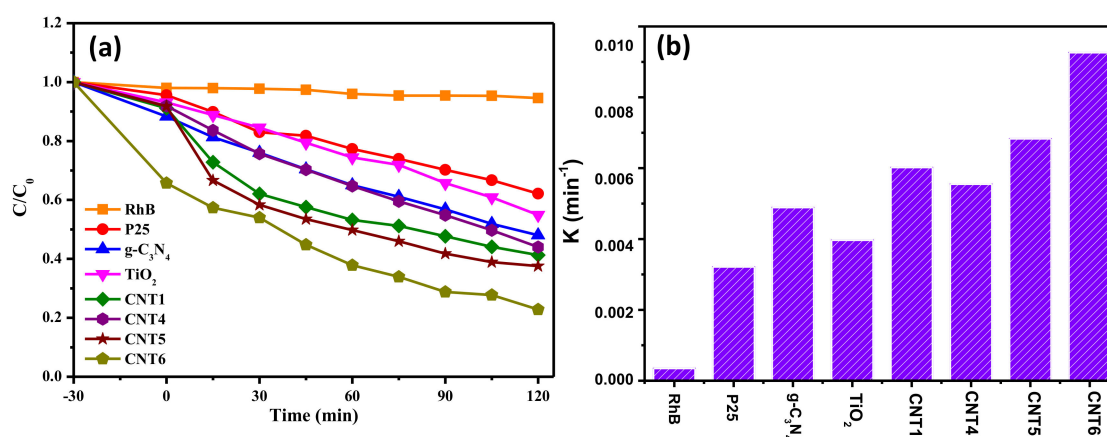 (a)
C/C0
1.2
1.0
0.8
0.6
0.4
0.2
0.0
RhB
P25
g-C3N4
TiO2
CNT1
CNT4
CNT5
CNT6
-30 0 30 60 90 120
Time (min)
(b)
K (min-1)
0.010
0.008
0.006
0.004
0.002
0.000
RhB
P25
g-C3N4
TiO2
CNT1
CNT4
CNT5
CNT6